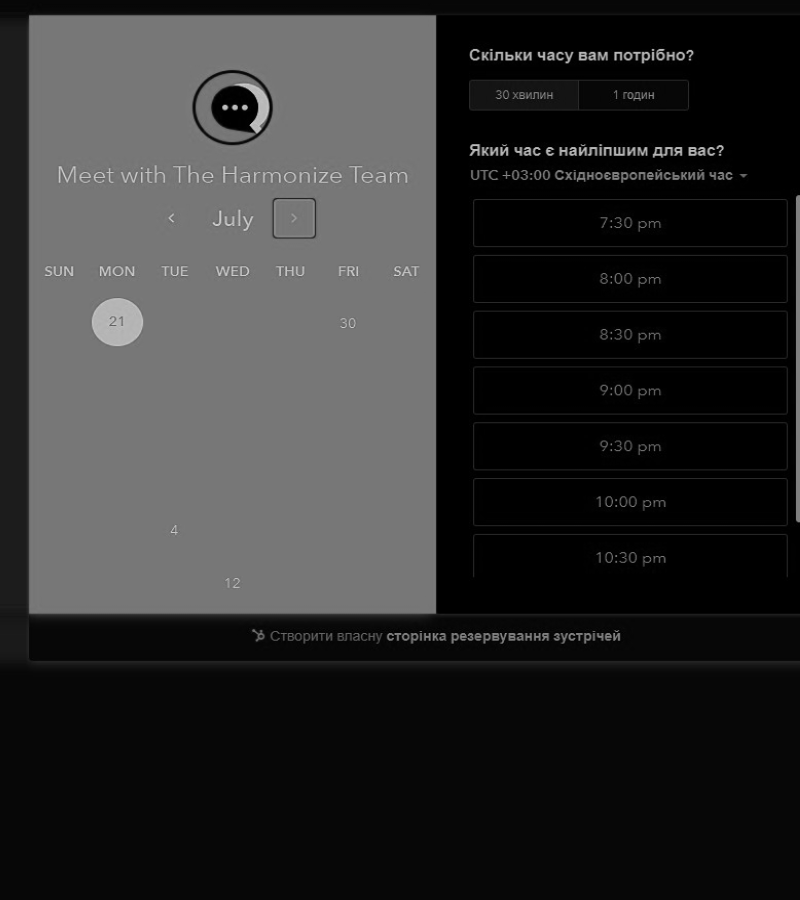 Meet with The Harmonize Team
July
SUN MON TUE WED THU FRI SAT
21 30
4
12
Скільки часу вам потрібно?
30 хвилин 1 годин
Який час є найліпшим для вас?
UTC +03:00 Східноєвропейський час
7:30 pm
8:00 pm
8:30 pm
9:00 pm
9:30 pm
10:00 pm
10:30 pm
Створити власну сторінка резервування зустрічей